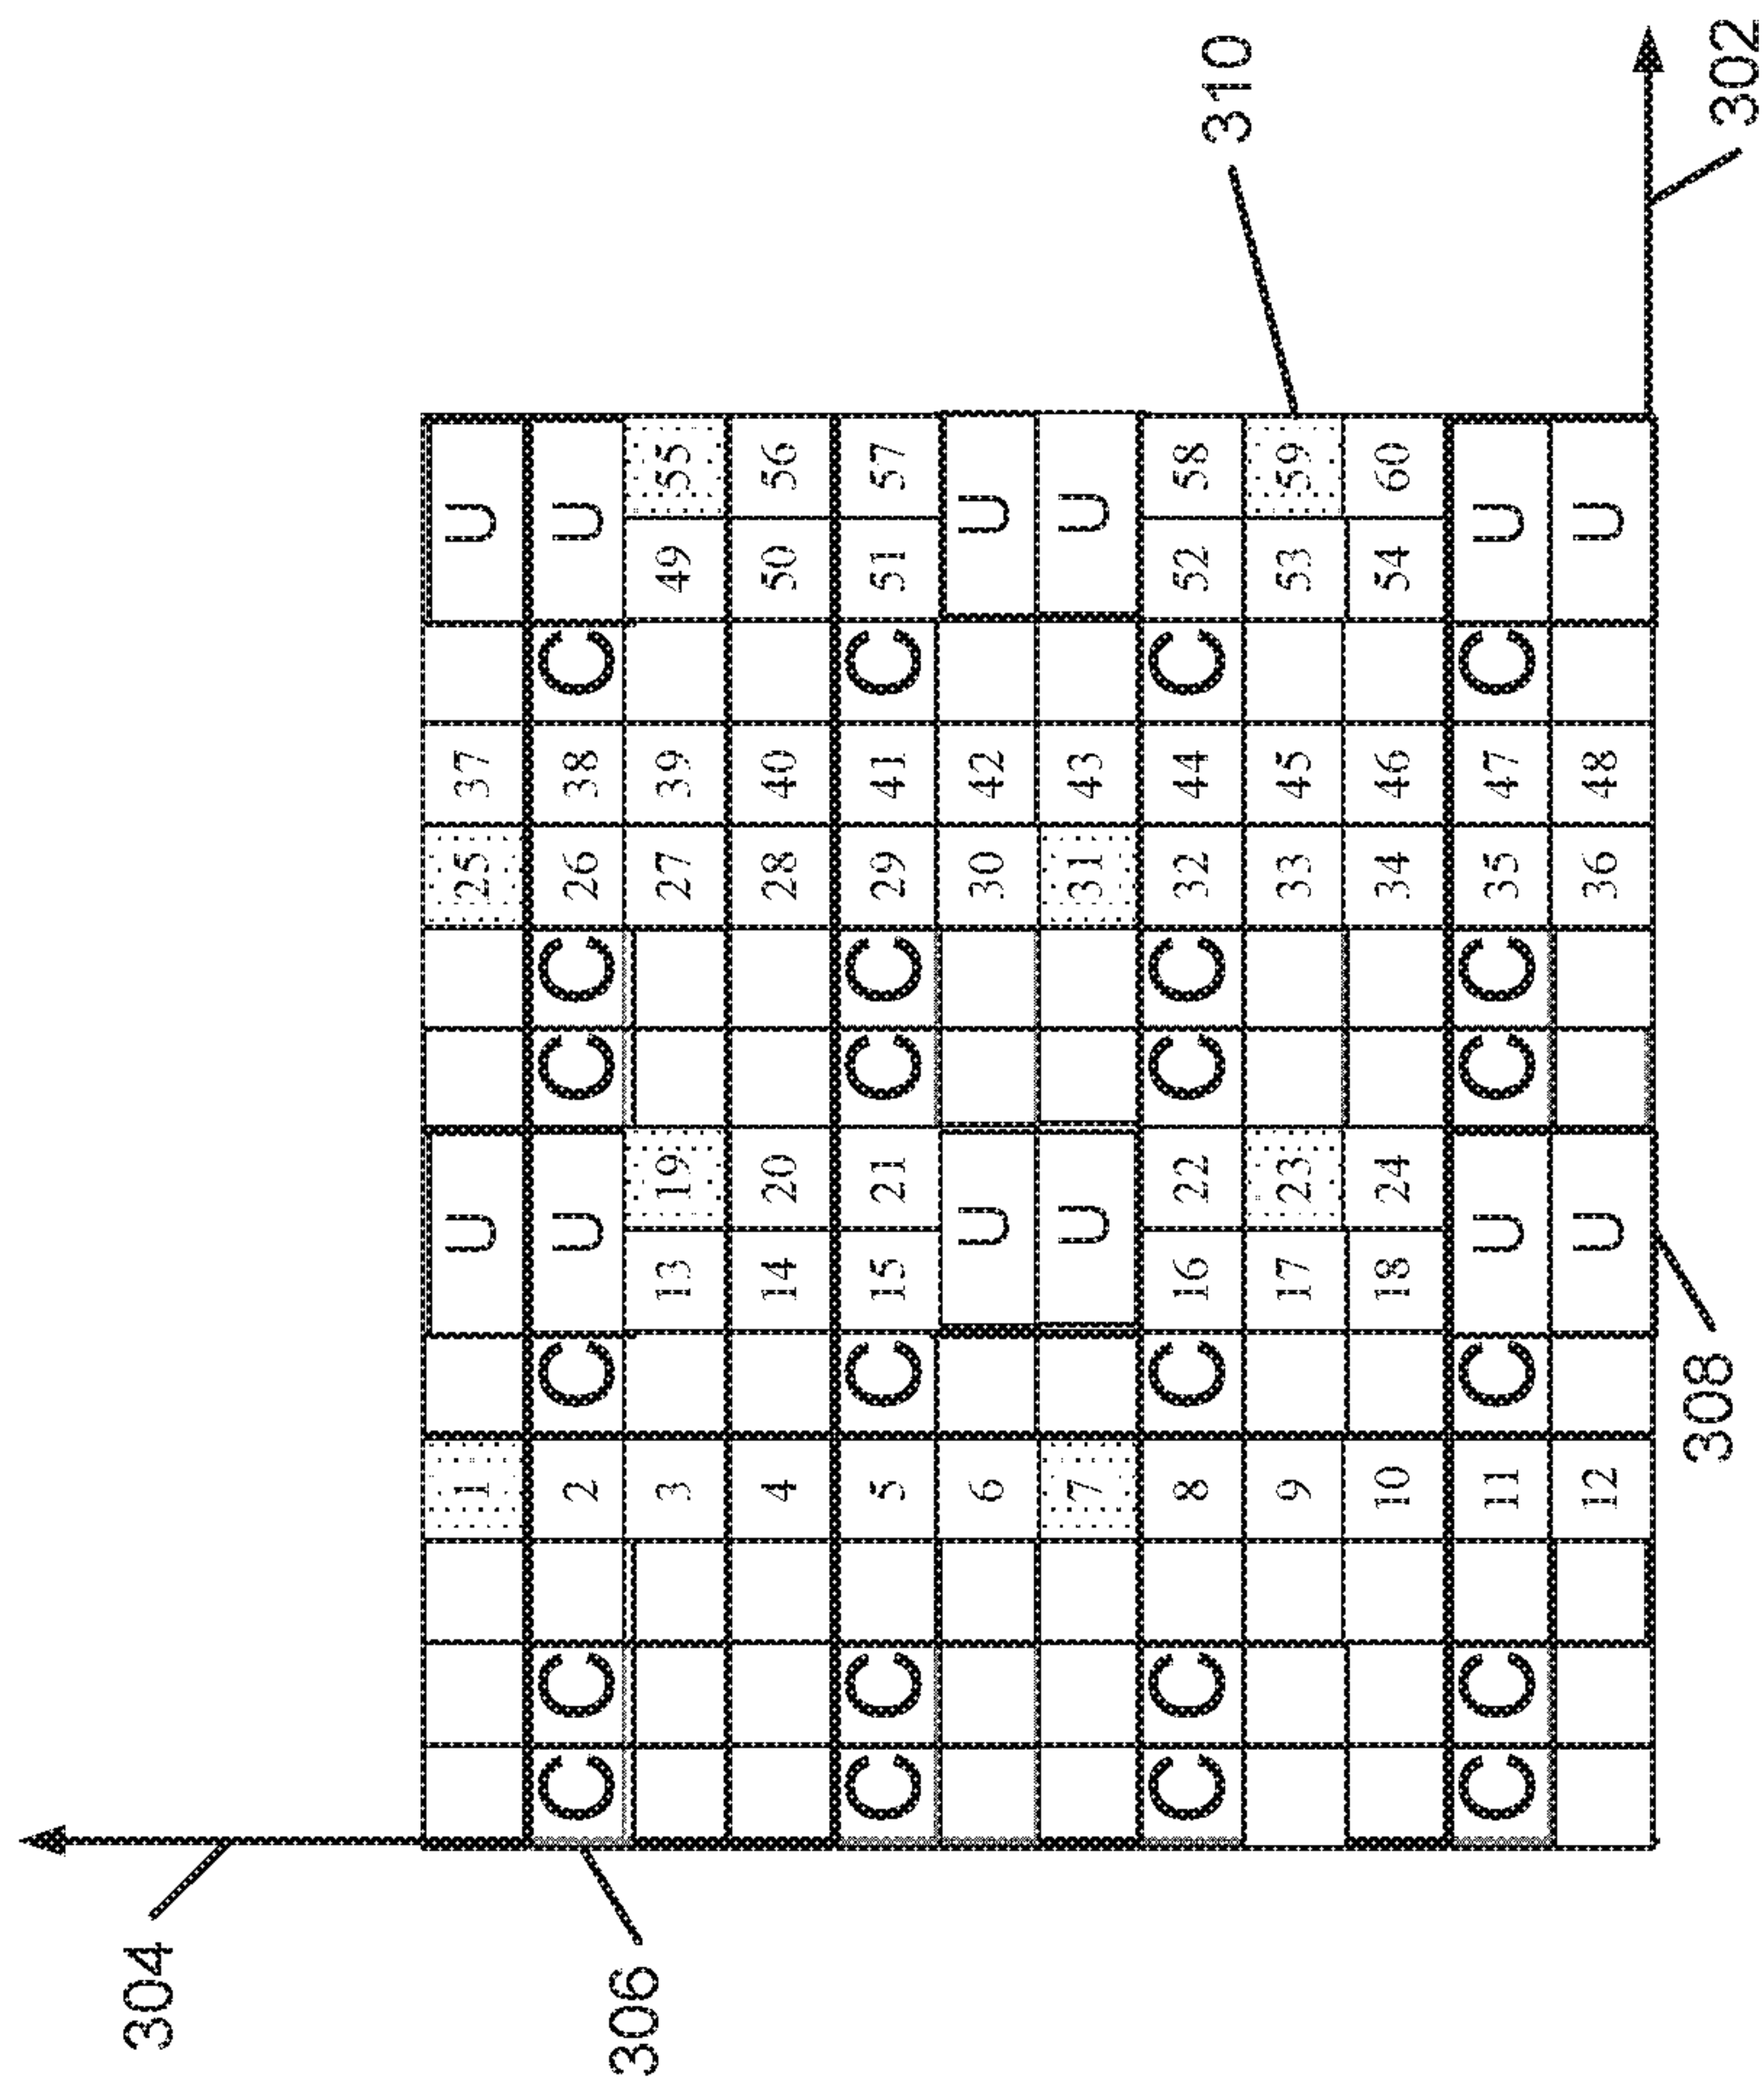 304
1 U 25 37 U
306 C C 2 C U C C 26 38 C U
3 13 19 27 39 49 55
4 14 20 28 40 50 56
C C 5 C 15 21 C C 29 41 C 51 57
6 U 30 42 U
7 U 31 43 U
C C 8 C 16 22 C C 32 44 C 52 58 310
9 17 23 33 45 53 59
10 18 24 34 46 54 60
C C 11 C U C C 35 47 C U
12 U 36 48 U
308
302